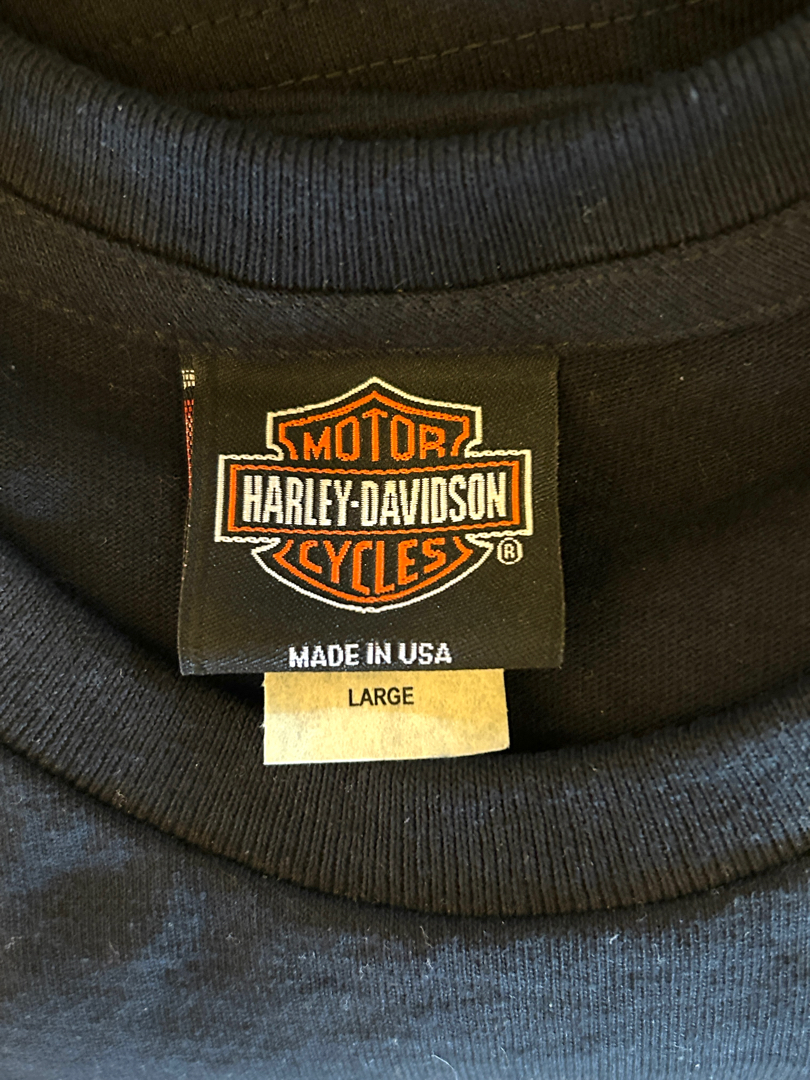 MOTOR
HARLEY-DAVIDSON
CYCLES
®
MADE IN USA
LARGE